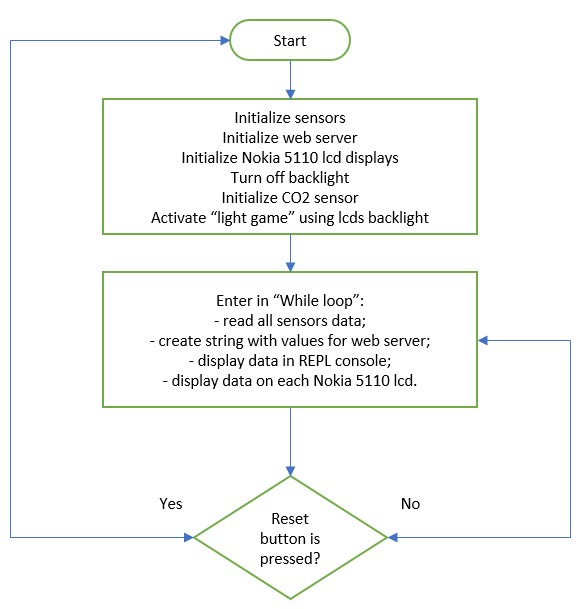 Start
Initialize sensors
Initialize web server
Initialize Nokia 5110 lcd displays
Turn off backlight
Initialize CO2 sensor
Activate “light game” using lcds backlight
Enter in “While loop”:
- read all sensors data;
- create string with values for web server;
- display data in REPL console;
- display data on each Nokia 5110 lcd.
Yes
No
Reset
button is
pressed?